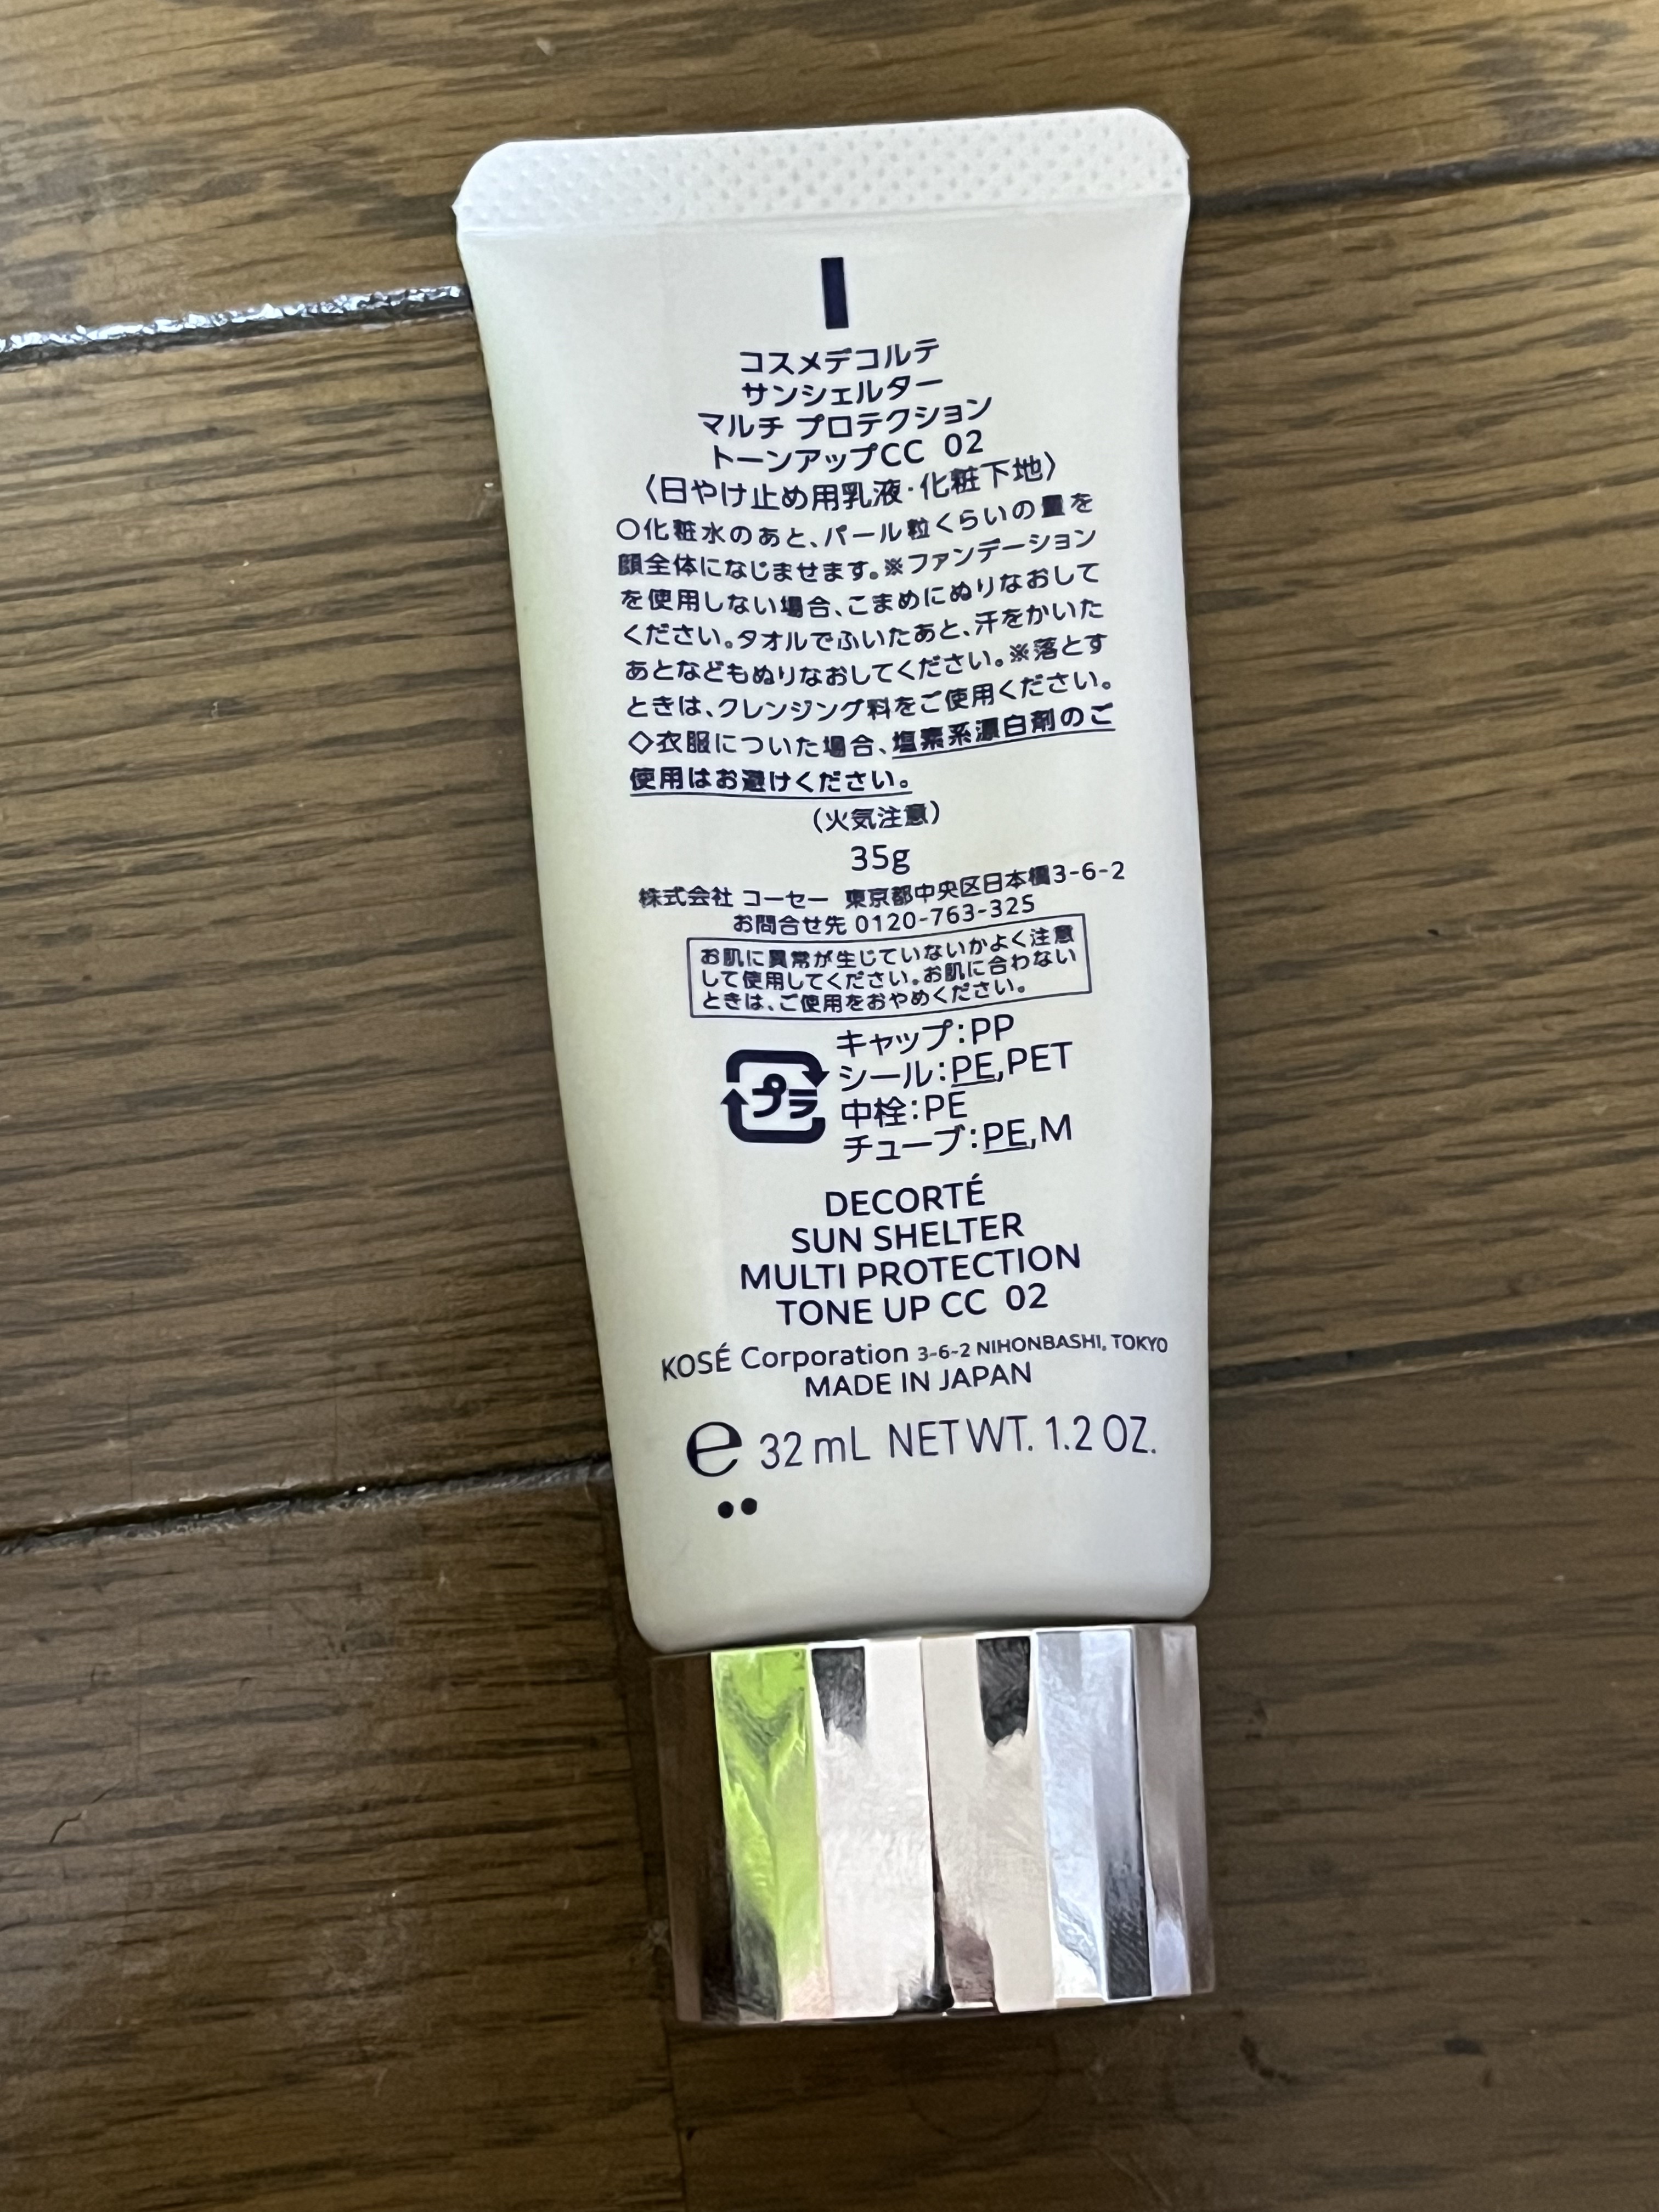 コスメデコルテ
サンシェルター
マルチ プロテクション
トーンアップCC 02
〈日やけ止め用乳液・化粧下地〉
○化粧水のあと、パール粒くらいの量を
顔全体になじませます。※ファンデーション
を使用しない場合、こまめにぬりなおして
ください。タオルでふいたあと、汗をかいた
あとなどもぬりなおしてください。※落とす
ときは、クレンジング料をご使用ください。
◇衣服についた場合、塩素系漂白剤のご
使用はお避けください。
(火気注意)
35g
株式会社 コーセー 東京都中央区日本橋3-6-2
お問合せ先 0120-763-325
お肌に異常が生じていないかよく注意
して使用してください。お肌に合わない
ときは、ご使用をおやめください。
プラ
キャップ:PP
シール:PE,PET
中栓:PE
チューブ:PE,M
DECORTÉ
SUN SHELTER
MULTI PROTECTION
TONE UP CC 02
KOSÉ Corporation 3-6-2 NIHONBASHI, TOKYO
MADE IN JAPAN
℮ 32 mL NET WT. 1.2 OZ.